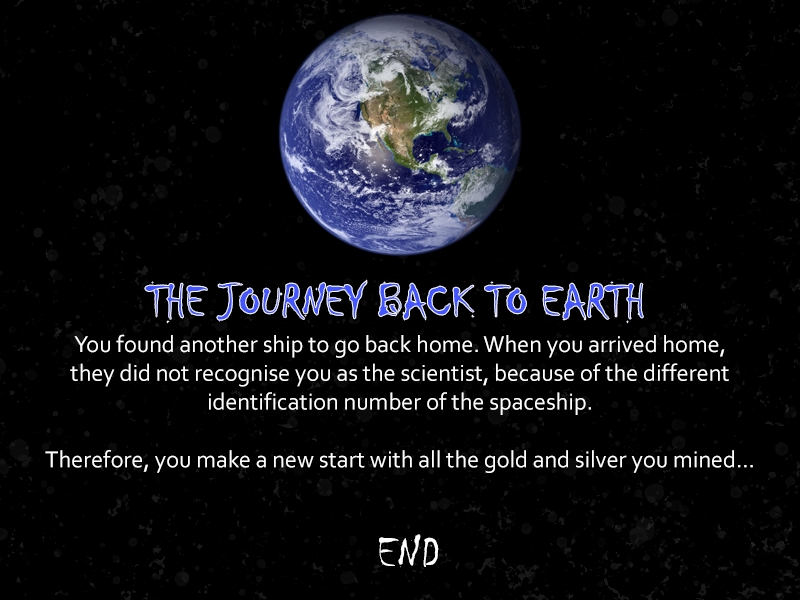 THE JOURNEY BACK TO EARTH
You found another ship to go back home. When you arrived home,
they did not recognise you as the scientist, because of the different
identification number of the spaceship.
Therefore, you make a new start with all the gold and silver you mined...
END